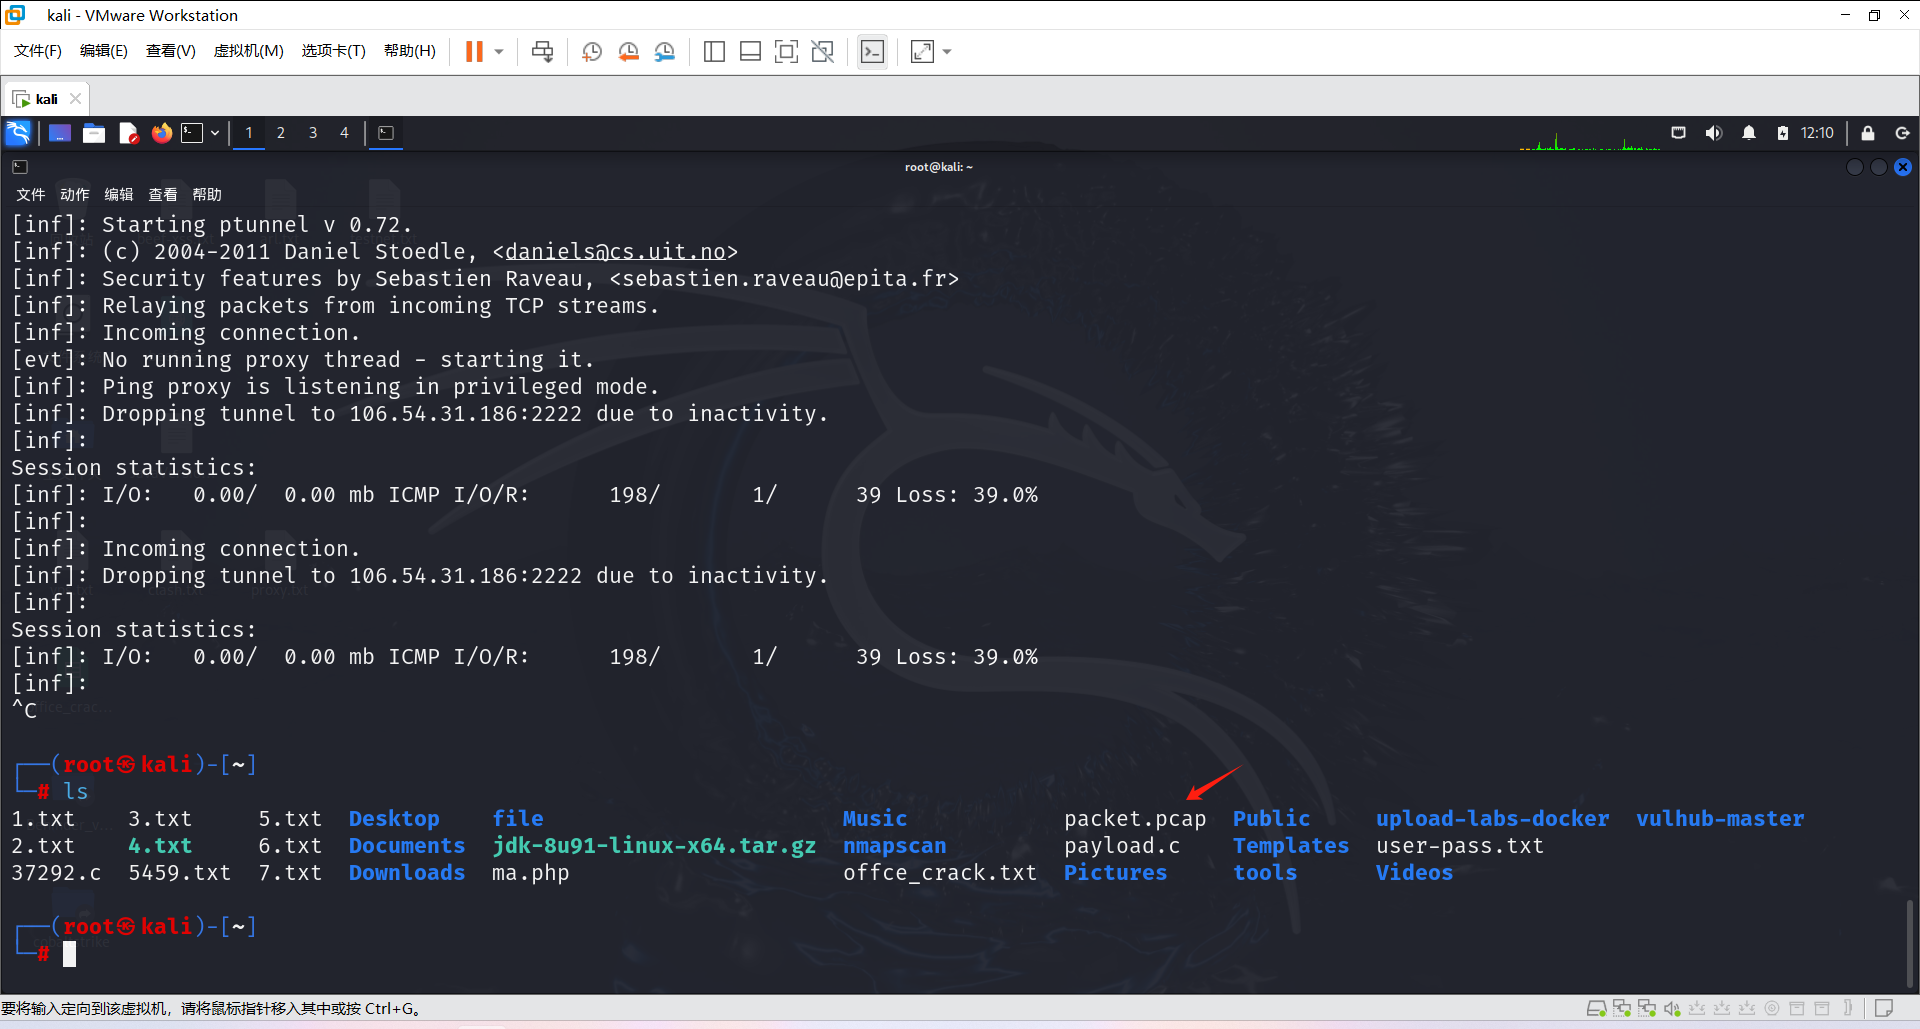 kali - VMware Workstation
文件(F) 编辑(E) 查看(V) 虚拟机(M) 选项卡(T) 帮助(H)
kali
1 2 3 4 12:10
root@kali: ~
文件 动作 编辑 查看 帮助
[inf]: Starting ptunnel v 0.72.
[inf]: (c) 2004-2011 Daniel Stoedle, <daniels@cs.uit.no>
[inf]: Security features by Sebastien Raveau, <sebastien.raveau@epita.fr>
[inf]: Relaying packets from incoming TCP streams.
[inf]: Incoming connection.
[evt]: No running proxy thread - starting it.
[inf]: Ping proxy is listening in privileged mode.
[inf]: Dropping tunnel to 106.54.31.186:2222 due to inactivity.
[inf]:
Session statistics:
[inf]: I/O:   0.00/  0.00 mb ICMP I/O/R:      198/       1/      39 Loss: 39.0%
[inf]:
[inf]: Incoming connection.
[inf]: Dropping tunnel to 106.54.31.186:2222 due to inactivity.
[inf]:
Session statistics:
[inf]: I/O:   0.00/  0.00 mb ICMP I/O/R:      198/       1/      39 Loss: 39.0%
[inf]:
^C
┌──(root㉿kali)-[~]
└─# ls
1.txt 3.txt 5.txt Desktop file Music packet.pcap Public upload-labs-docker vulhub-master
2.txt 4.txt 6.txt Documents jdk-8u91-linux-x64.tar.gz nmapscan payload.c Templates user-pass.txt
37292.c 5459.txt 7.txt Downloads ma.php offce_crack.txt Pictures tools Videos
┌──(root㉿kali)-[~]
└─#
要将输入定向到该虚拟机，请将鼠标指针移入其中或按 Ctrl+G。